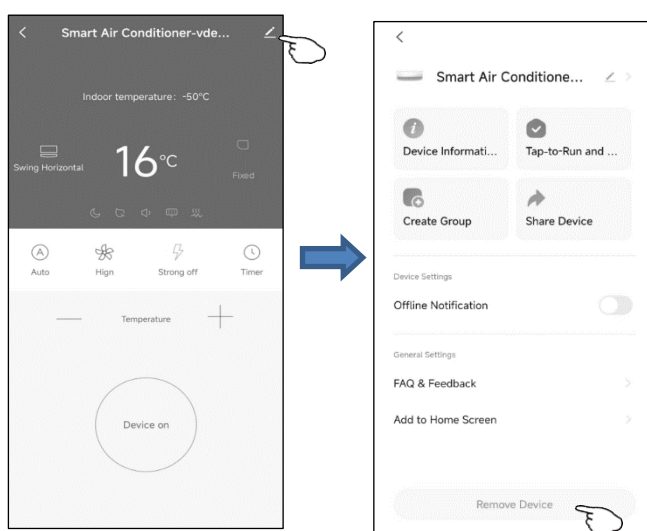 Smart Air Conditioner-vde...
Indoor temperature: -50°C
Swing Horizontal
16°C
Fixed
A
Auto
Hign
Strong off
Timer
Temperature
Device on
Smart Air Conditione...
Device Informati...
Tap-to-Run and ...
Create Group
Share Device
Device Settings
Offline Notification
General Settings
FAQ & Feedback
Add to Home Screen
Remove Device